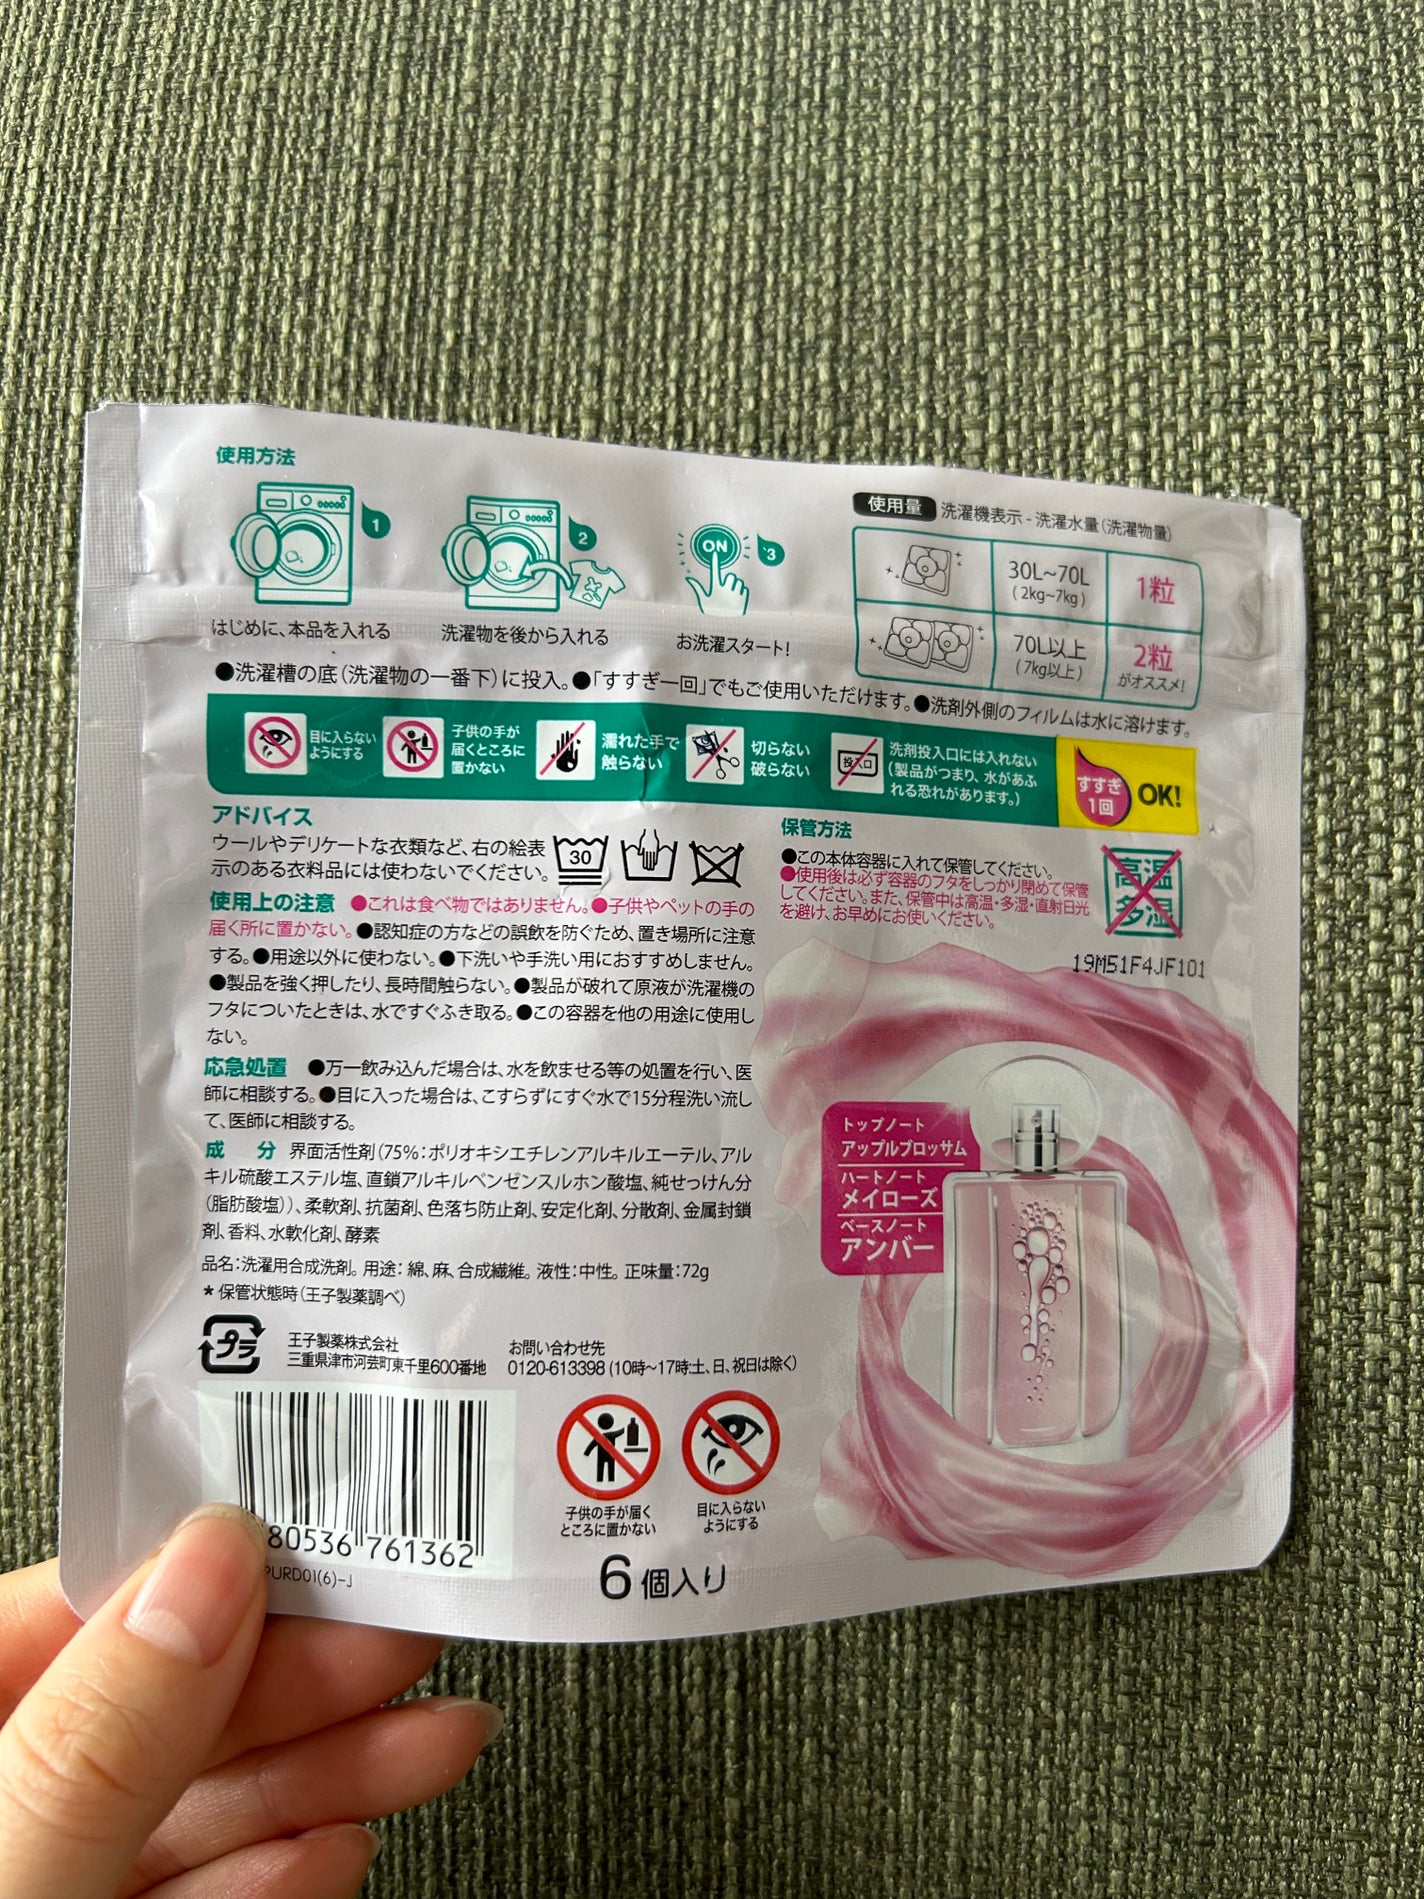 使用方法
1
2
ON
3
はじめに、本品を入れる
洗濯物を後から入れる
お洗濯スタート!
使用量 洗濯機表示 - 洗濯水量(洗濯物量)
30L~70L
(2kg~7kg)
1粒
70L以上
(7kg以上)
2粒
がオススメ!
●洗濯槽の底(洗濯物の一番下)に投入。●「すすぎ一回」でもご使用いただけます。●洗剤外側のフィルムは水に溶けます。
目に入らない
ようにする
子供の手が
届くところに
置かない
濡れた手で
触らない
切らない
破らない
投入口
洗剤投入口には入れない
(製品がつまり、水があふ
れる恐れがあります。)
すすぎ
1回
OK!
アドバイス
ウールやデリケートな衣類など、右の絵表
示のある衣料品には使わないでください。
30
使用上の注意 ●これは食べ物ではありません。●子供やペットの手の
届く所に置かない。●認知症の方などの誤飲を防ぐため、置き場所に注意
する。●用途以外に使わない。●下洗いや手洗い用におすすめしません。
●製品を強く押したり、長時間触らない。●製品が破れて原液が洗濯機の
フタについたときは、水ですぐふき取る。●この容器を他の用途に使用し
ない。
応急処置 ●万一飲み込んだ場合は、水を飲ませる等の処置を行い、医
師に相談する。●目に入った場合は、こすらずにすぐ水で15分程洗い流し
て、医師に相談する。
成 分 界面活性剤(75%:ポリオキシエチレンアルキルエーテル、アル
キル硫酸エステル塩、直鎖アルキルベンゼンスルホン酸塩、純せっけん分
(脂肪酸塩))、柔軟剤、抗菌剤、色落ち防止剤、安定化剤、分散剤、金属封鎖
剤、香料、水軟化剤、酵素
品名:洗濯用合成洗剤。用途:綿、麻、合成繊維。液性:中性。正味量:72g
* 保管状態時(王子製薬調べ)
保管方法
●この本体容器に入れて保管してください。
●使用後は必ず容器のフタをしっかり閉めて保管
してください。また、保管中は高温・多湿・直射日光
を避け、お早めにお使いください。
高温
多湿
19M51F4JF101
トップノート
アップルブロッサム
ハートノート
メイローズ
ベースノート
アンバー
プラ
王子製薬株式会社
三重県津市河芸町東千里600番地
お問い合わせ先
0120-613398 (10時~17時:土、日、祝日は除く)
80536 761362
PURD01(6)-J
子供の手が届く
ところに置かない
目に入らない
ようにする
6個入り